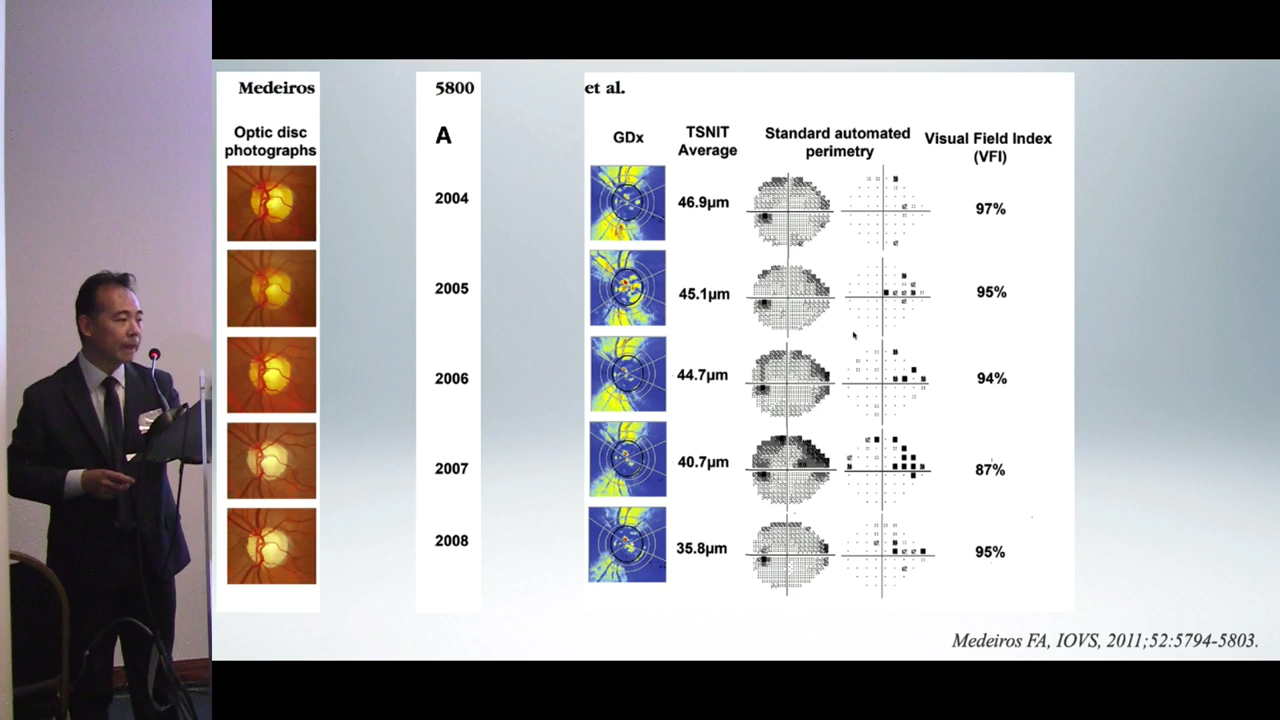 Medeiros 5800 et al.
Optic disc
photographs
A
GDx
TSNIT
Average
Standard automated
perimetry
Visual Field Index
(VFI)
2004 46.9µm 97%
2005 45.1µm 95%
2006 44.7µm 94%
2007 40.7µm 87%
2008 35.8µm 95%
Medeiros FA, IOVS, 2011;52:5794-5803.